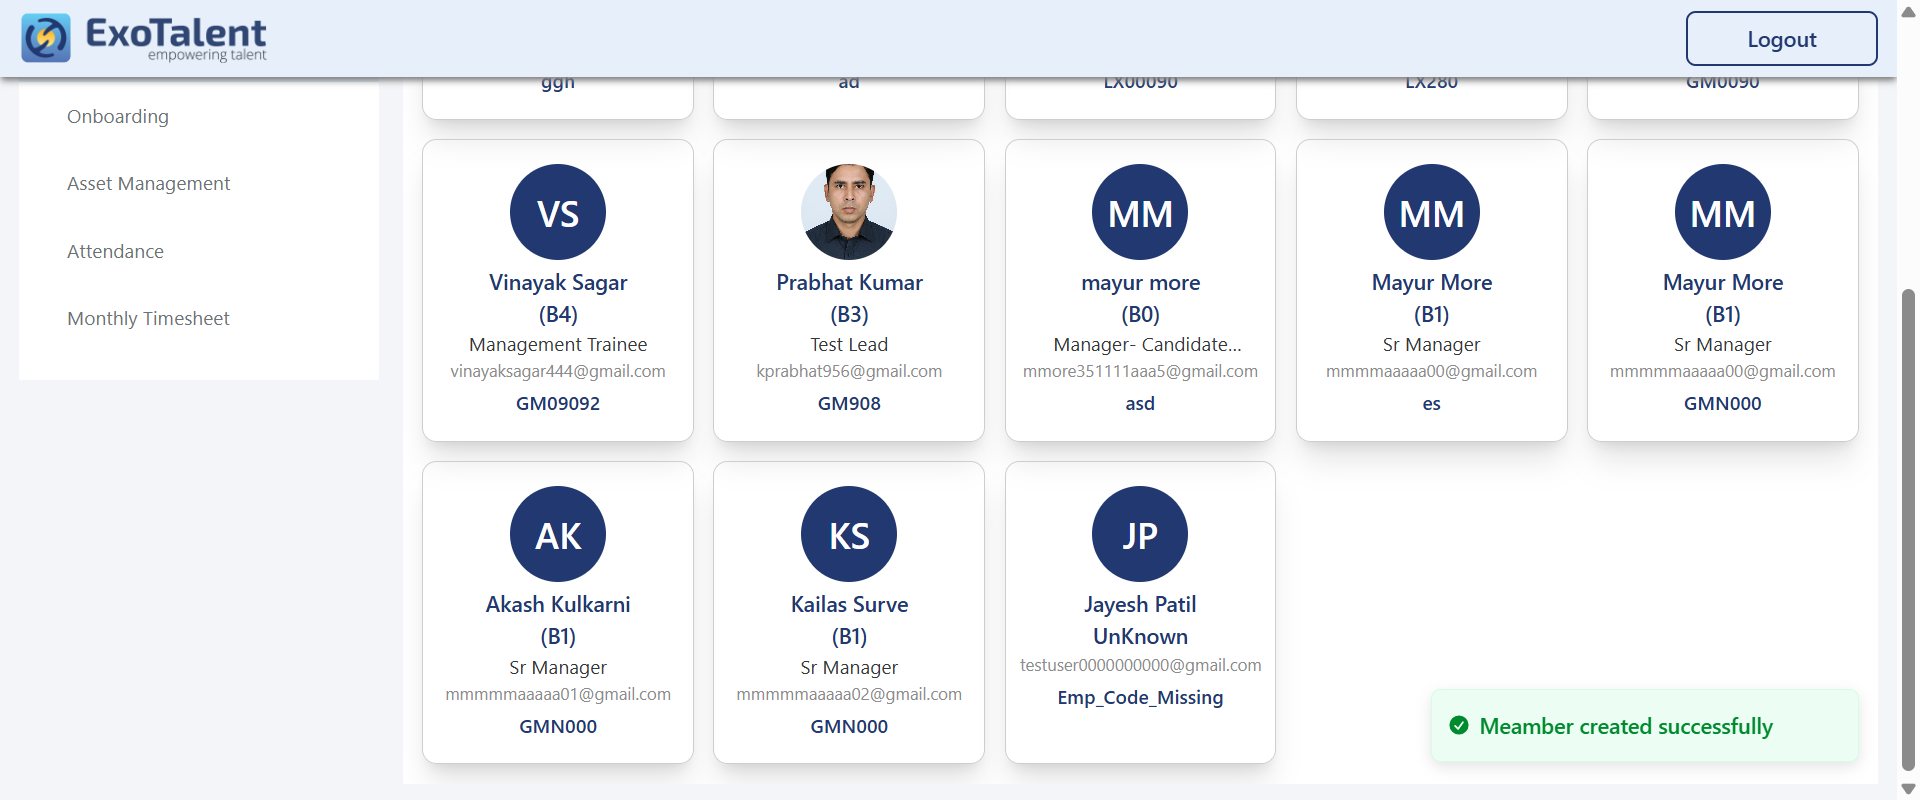 ExoTalent
empowering talent
Logout
Onboarding
Asset Management
Attendance
Monthly Timesheet
ggh
ad
LX00090
LX280
GM0090
VS
Vinayak Sagar
(B4)
Management Trainee
vinayaksagar444@gmail.com
GM09092
Prabhat Kumar
(B3)
Test Lead
kprabhat956@gmail.com
GM908
MM
mayur more
(B0)
Manager- Candidate...
mmore351111aaa5@gmail.com
asd
MM
Mayur More
(B1)
Sr Manager
mmmmaaaaa00@gmail.com
es
MM
Mayur More
(B1)
Sr Manager
mmmmmaaaaa00@gmail.com
GMN000
AK
Akash Kulkarni
(B1)
Sr Manager
mmmmmaaaaa01@gmail.com
GMN000
KS
Kailas Surve
(B1)
Sr Manager
mmmmmaaaaa02@gmail.com
GMN000
JP
Jayesh Patil
UnKnown
testuser0000000000@gmail.com
Emp_Code_Missing
Meamber created successfully